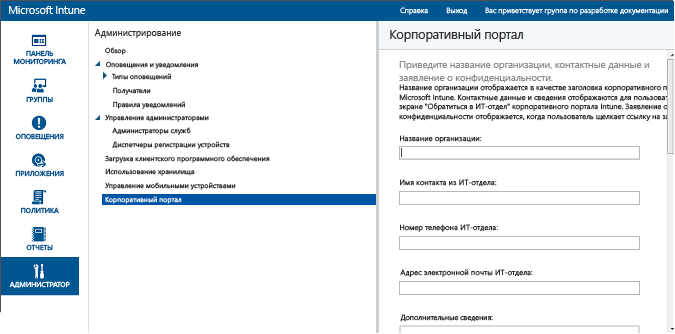 Microsoft Intune
Справка
Выход
Вас приветствует группа по разработке документации
ПАНЕЛЬ
МОНИТОРИНГА
ГРУППЫ
ОПОВЕЩЕНИЯ
ПРИЛОЖЕНИЯ
ПОЛИТИКА
ОТЧЕТЫ
АДМИНИСТРАТОР
Администрирование
Обзор
Оповещения и уведомления
Типы оповещений
Получатели
Правила уведомлений
Управление администраторами
Администраторы служб
Диспетчеры регистрации устройств
Загрузка клиентского программного обеспечения
Использование хранилища
Управление мобильными устройствами
Корпоративный портал
Корпоративный портал
Приведите название организации, контактные данные и
заявление о конфиденциальности.
Название организации отображается в качестве заголовка корпоративного п
Microsoft Intune. Контактные данные и сведения отображаются для пользоват
экране "Обратиться в ИТ-отдел" корпоративного портала Intune. Заявление о
конфиденциальности отображается, когда пользователь щелкает ссылку на за
Название организации:
Имя контакта из ИТ-отдела:
Номер телефона ИТ-отдела:
Адрес электронной почты ИТ-отдела:
Дополнительные сведения: